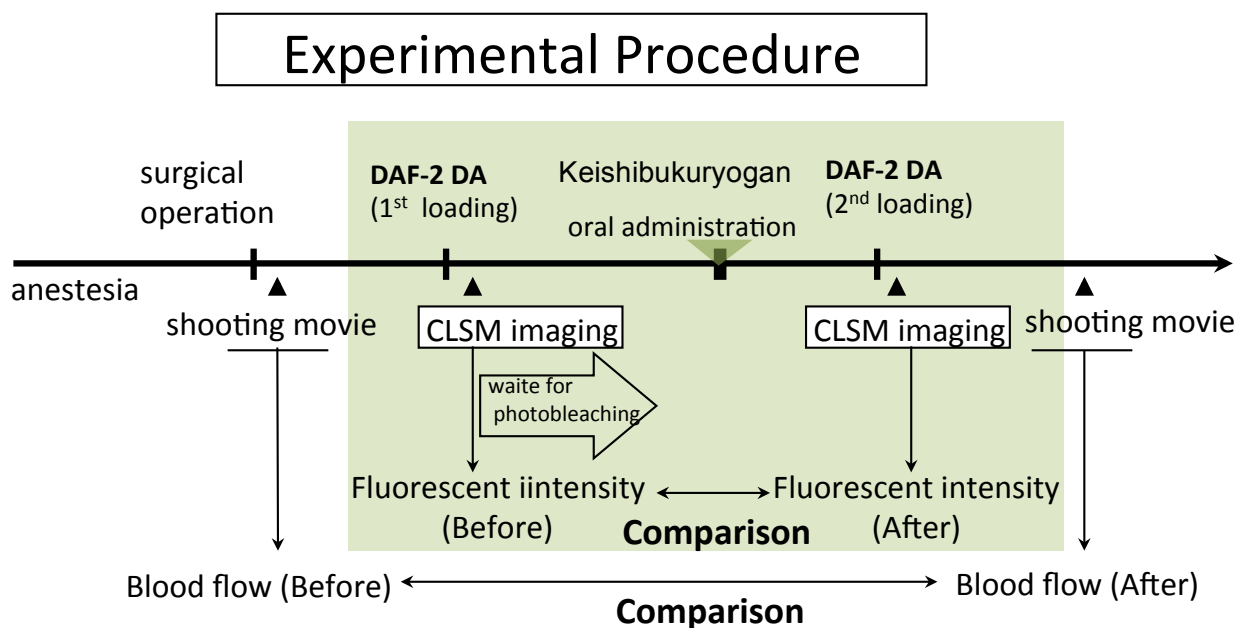 Experimental Procedure
surgical
operation
DAF-2 DA
(1st loading)
Keishibukuryogan
oral administration
DAF-2 DA
(2nd loading)
anestesia
shooting movie
CLSM imaging
CLSM imaging
shooting movie
waite for
photobleaching
Fluorescent iintensity
(Before)
Fluorescent intensity
(After)
Comparison
Blood flow (Before)
Blood flow (After)
Comparison